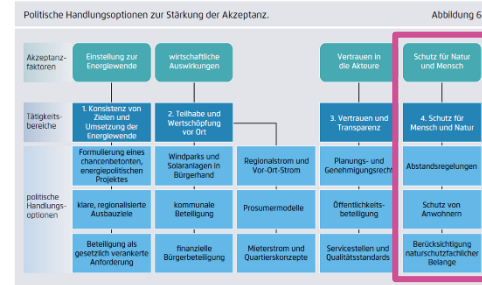 Politische Handlungsoptionen zur Stärkung der Akzeptanz.
Abbildung 6
Akzeptanz-
faktoren
Einstellung zur
Energiewende
wirtschaftliche
Auswirkungen
Vertrauen in
die Akteure
Schutz für Natur
und Mensch
Tätigkeits-
bereiche
1. Konsistenz von
Zielen und
Umsetzung der
Energiewende
2. Teilhabe und
Wertschöpfung
vor Ort
3. Vertrauen und
Transparenz
4. Schutz für
Mensch und Natur
politische
Handlungs-
optionen
Formulierung eines
chancenbetonten,
energiepolitischen
Projektes
Windparks und
Solaranlagen in
Bürgerhand
Regionalstrom und
Vor-Ort-Strom
Planungs- und
Genehmigungsrecht
Abstandsregelungen
klare, regionalisierte
Ausbauziele
kommunale
Beteiligung
Prosumermodelle
Öffentlichkeits-
beteiligung
Schutz von
Anwohnern
Beteiligung als
gesetzlich verankerte
Anforderung
finanzielle
Bürgerbeteiligung
Mieterstrom und
Quartierskonzepte
Servicestellen und
Qualitätsstandards
Berücksichtigung
naturschutzfachlicher
Belange